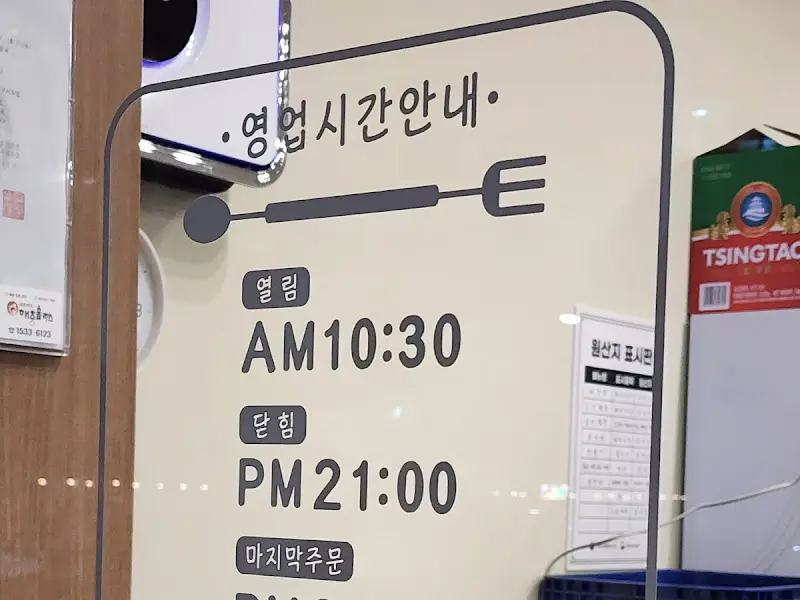 ·영업시간안내·
열림
AM10:30
닫힘
PM21:00
마지막주문
원산지 표시판
TSINGTAO
☎1533-6123